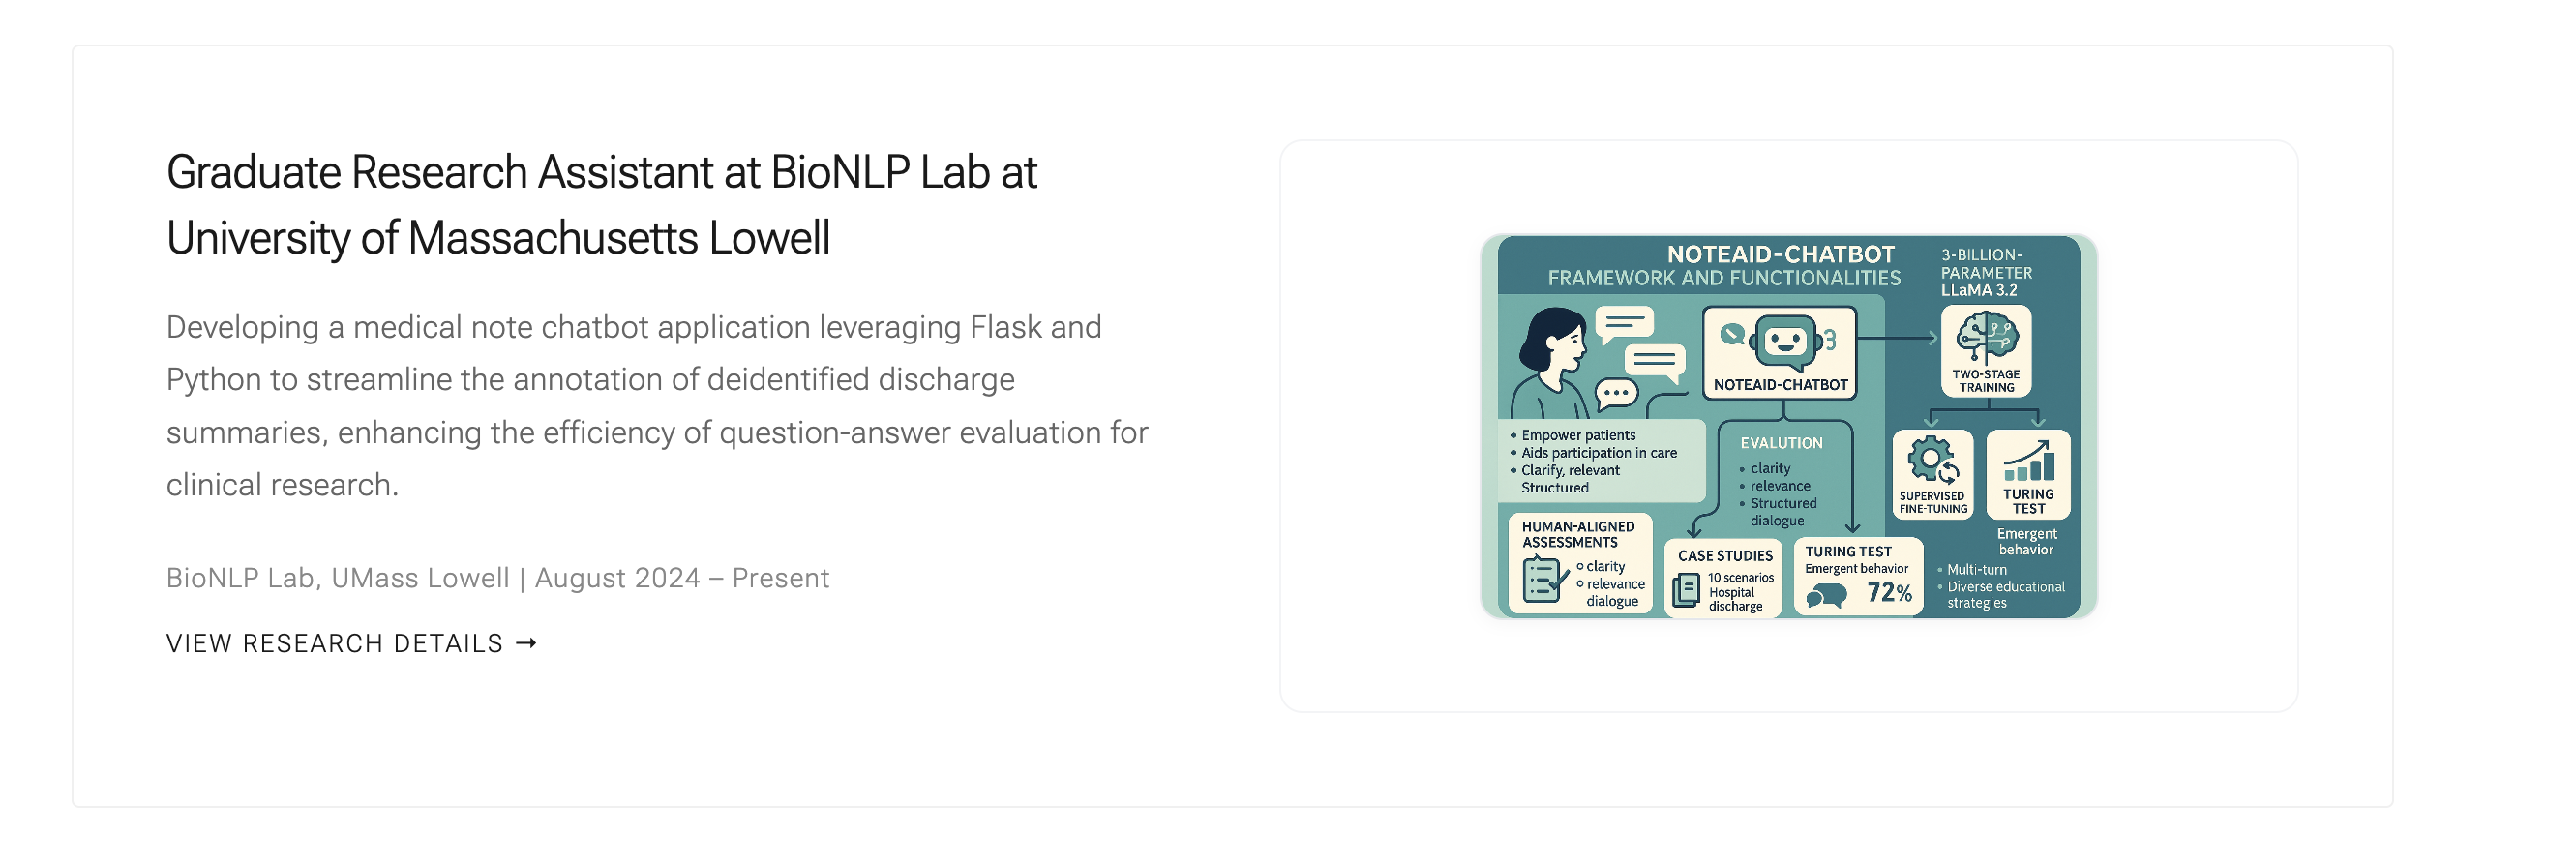 Graduate Research Assistant at BioNLP Lab at
University of Massachusetts Lowell
Developing a medical note chatbot application leveraging Flask and
Python to streamline the annotation of deidentified discharge
summaries, enhancing the efficiency of question-answer evaluation for
clinical research.
BioNLP Lab, UMass Lowell | August 2024 – Present
VIEW RESEARCH DETAILS →
NOTEAID-CHATBOT
FRAMEWORK AND FUNCTIONALITIES
3-BILLION-
PARAMETER
LLaMA 3.2
NOTEAID-CHATBOT
3
TWO-STAGE
TRAINING
• Empower patients
• Aids participation in care
• Clarify, relevant
Structured
EVALUTION
• clarity
• relevance
• Structured
dialogue
SUPERVISED
FINE-TUNING
TURING
TEST
Emergent
behavior
• Multi-turn
• Diverse educational
strategies
HUMAN-ALIGNED
ASSESSMENTS
○ clarity
○ relevance
dialogue
CASE STUDIES
10 scenarios
Hospital
discharge
TURING TEST
Emergent behavior
72%